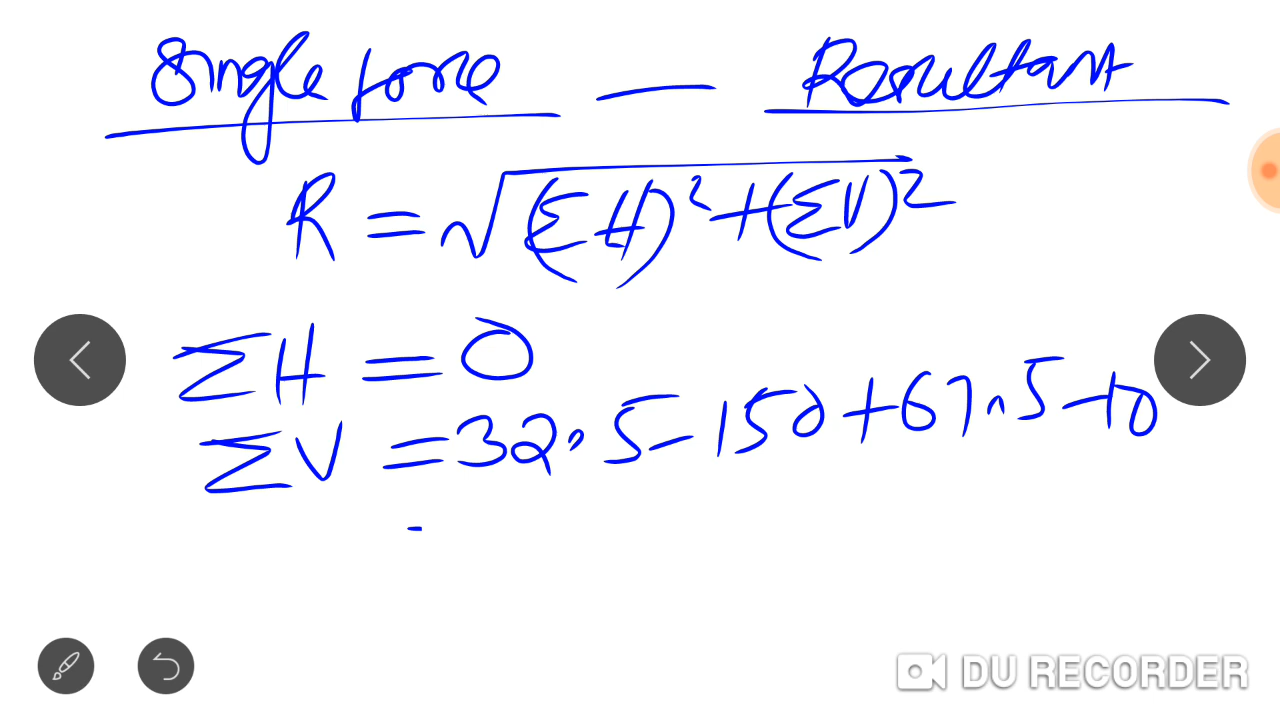 Single force — Resultant
R = √(ΣH)² + (ΣV)²
ΣH = 0
ΣV = 32.5 - 150 + 67.5 - 10
=
DU RECORDER